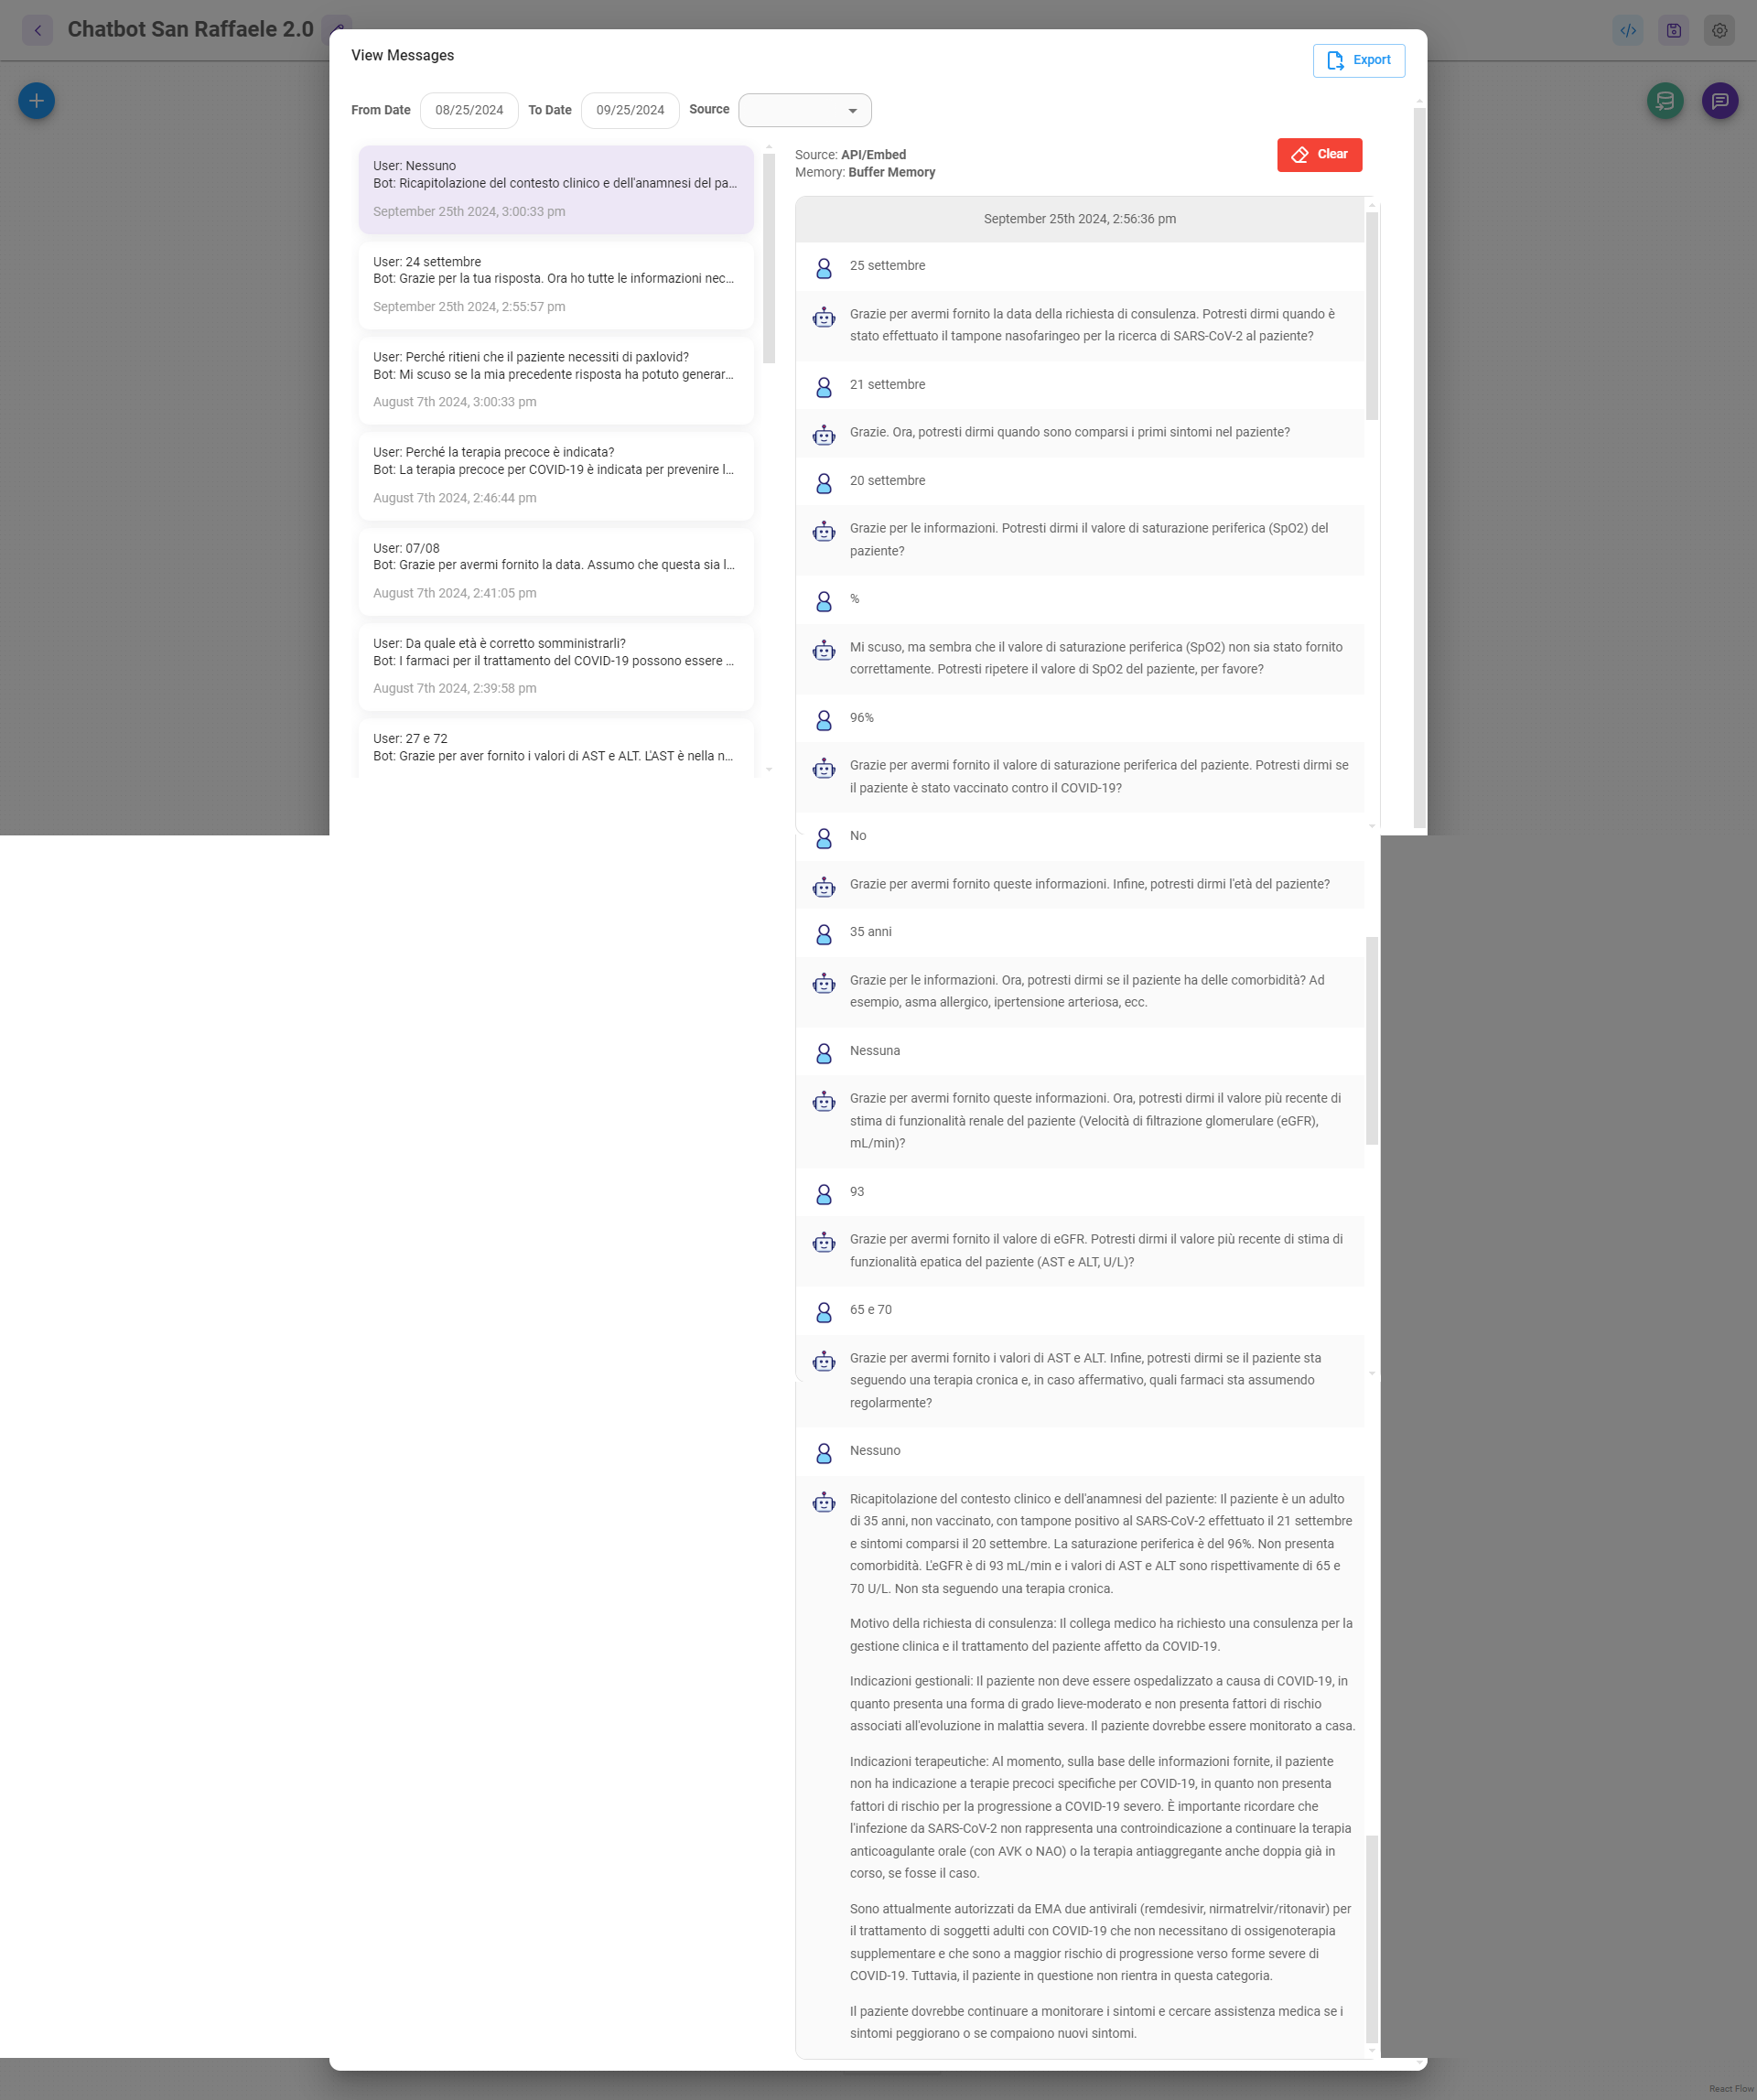 Chatbot San Raffaele 2.0
View Messages
Export
From Date 08/25/2024 To Date 09/25/2024 Source
User: Nessuno
Bot: Ricapitolazione del contesto clinico e dell'anamnesi del pa...
September 25th 2024, 3:00:33 pm
User: 24 settembre
Bot: Grazie per la tua risposta. Ora ho tutte le informazioni nec...
September 25th 2024, 2:55:57 pm
User: Perché ritieni che il paziente necessiti di paxlovid?
Bot: Mi scuso se la mia precedente risposta ha potuto generar...
August 7th 2024, 3:00:33 pm
User: Perché la terapia precoce è indicata?
Bot: La terapia precoce per COVID-19 è indicata per prevenire l...
August 7th 2024, 2:46:44 pm
User: 07/08
Bot: Grazie per avermi fornito la data. Assumo che questa sia l...
August 7th 2024, 2:41:05 pm
User: Da quale età è corretto somministrarli?
Bot: I farmaci per il trattamento del COVID-19 possono essere ...
August 7th 2024, 2:39:58 pm
User: 27 e 72
Bot: Grazie per aver fornito i valori di AST e ALT. L'AST è nella n...
Source: API/Embed
Memory: Buffer Memory
Clear
September 25th 2024, 2:56:36 pm
25 settembre
Grazie per avermi fornito la data della richiesta di consulenza. Potresti dirmi quando è
stato effettuato il tampone nasofaringeo per la ricerca di SARS-CoV-2 al paziente?
21 settembre
Grazie. Ora, potresti dirmi quando sono comparsi i primi sintomi nel paziente?
20 settembre
Grazie per le informazioni. Potresti dirmi il valore di saturazione periferica (SpO2) del
paziente?
%
Mi scuso, ma sembra che il valore di saturazione periferica (SpO2) non sia stato fornito
correttamente. Potresti ripetere il valore di SpO2 del paziente, per favore?
96%
Grazie per avermi fornito il valore di saturazione periferica del paziente. Potresti dirmi se
il paziente è stato vaccinato contro il COVID-19?
No
Grazie per avermi fornito queste informazioni. Infine, potresti dirmi l'età del paziente?
35 anni
Grazie per le informazioni. Ora, potresti dirmi se il paziente ha delle comorbidità? Ad
esempio, asma allergico, ipertensione arteriosa, ecc.
Nessuna
Grazie per avermi fornito queste informazioni. Ora, potresti dirmi il valore più recente di
stima di funzionalità renale del paziente (Velocità di filtrazione glomerulare (eGFR),
mL/min)?
93
Grazie per avermi fornito il valore di eGFR. Potresti dirmi il valore più recente di stima di
funzionalità epatica del paziente (AST e ALT, U/L)?
65 e 70
Grazie per avermi fornito i valori di AST e ALT. Infine, potresti dirmi se il paziente sta
seguendo una terapia cronica e, in caso affermativo, quali farmaci sta assumendo
regolarmente?
Nessuno
Ricapitolazione del contesto clinico e dell'anamnesi del paziente: Il paziente è un adulto
di 35 anni, non vaccinato, con tampone positivo al SARS-CoV-2 effettuato il 21 settembre
e sintomi comparsi il 20 settembre. La saturazione periferica è del 96%. Non presenta
comorbidità. L'eGFR è di 93 mL/min e i valori di AST e ALT sono rispettivamente di 65 e
70 U/L. Non sta seguendo una terapia cronica.
Motivo della richiesta di consulenza: Il collega medico ha richiesto una consulenza per la
gestione clinica e il trattamento del paziente affetto da COVID-19.
Indicazioni gestionali: Il paziente non deve essere ospedalizzato a causa di COVID-19, in
quanto presenta una forma di grado lieve-moderato e non presenta fattori di rischio
associati all'evoluzione in malattia severa. Il paziente dovrebbe essere monitorato a casa.
Indicazioni terapeutiche: Al momento, sulla base delle informazioni fornite, il paziente
non ha indicazione a terapie precoci specifiche per COVID-19, in quanto non presenta
fattori di rischio per la progressione a COVID-19 severo. È importante ricordare che
l'infezione da SARS-CoV-2 non rappresenta una controindicazione a continuare la terapia
anticoagulante orale (con AVK o NAO) o la terapia antiaggregante anche doppia già in
corso, se fosse il caso.
Sono attualmente autorizzati da EMA due antivirali (remdesivir, nirmatrelvir/ritonavir) per
il trattamento di soggetti adulti con COVID-19 che non necessitano di ossigenoterapia
supplementare e che sono a maggior rischio di progressione verso forme severe di
COVID-19. Tuttavia, il paziente in questione non rientra in questa categoria.
Il paziente dovrebbe continuare a monitorare i sintomi e cercare assistenza medica se i
sintomi peggiorano o se compaiono nuovi sintomi.
React Flow